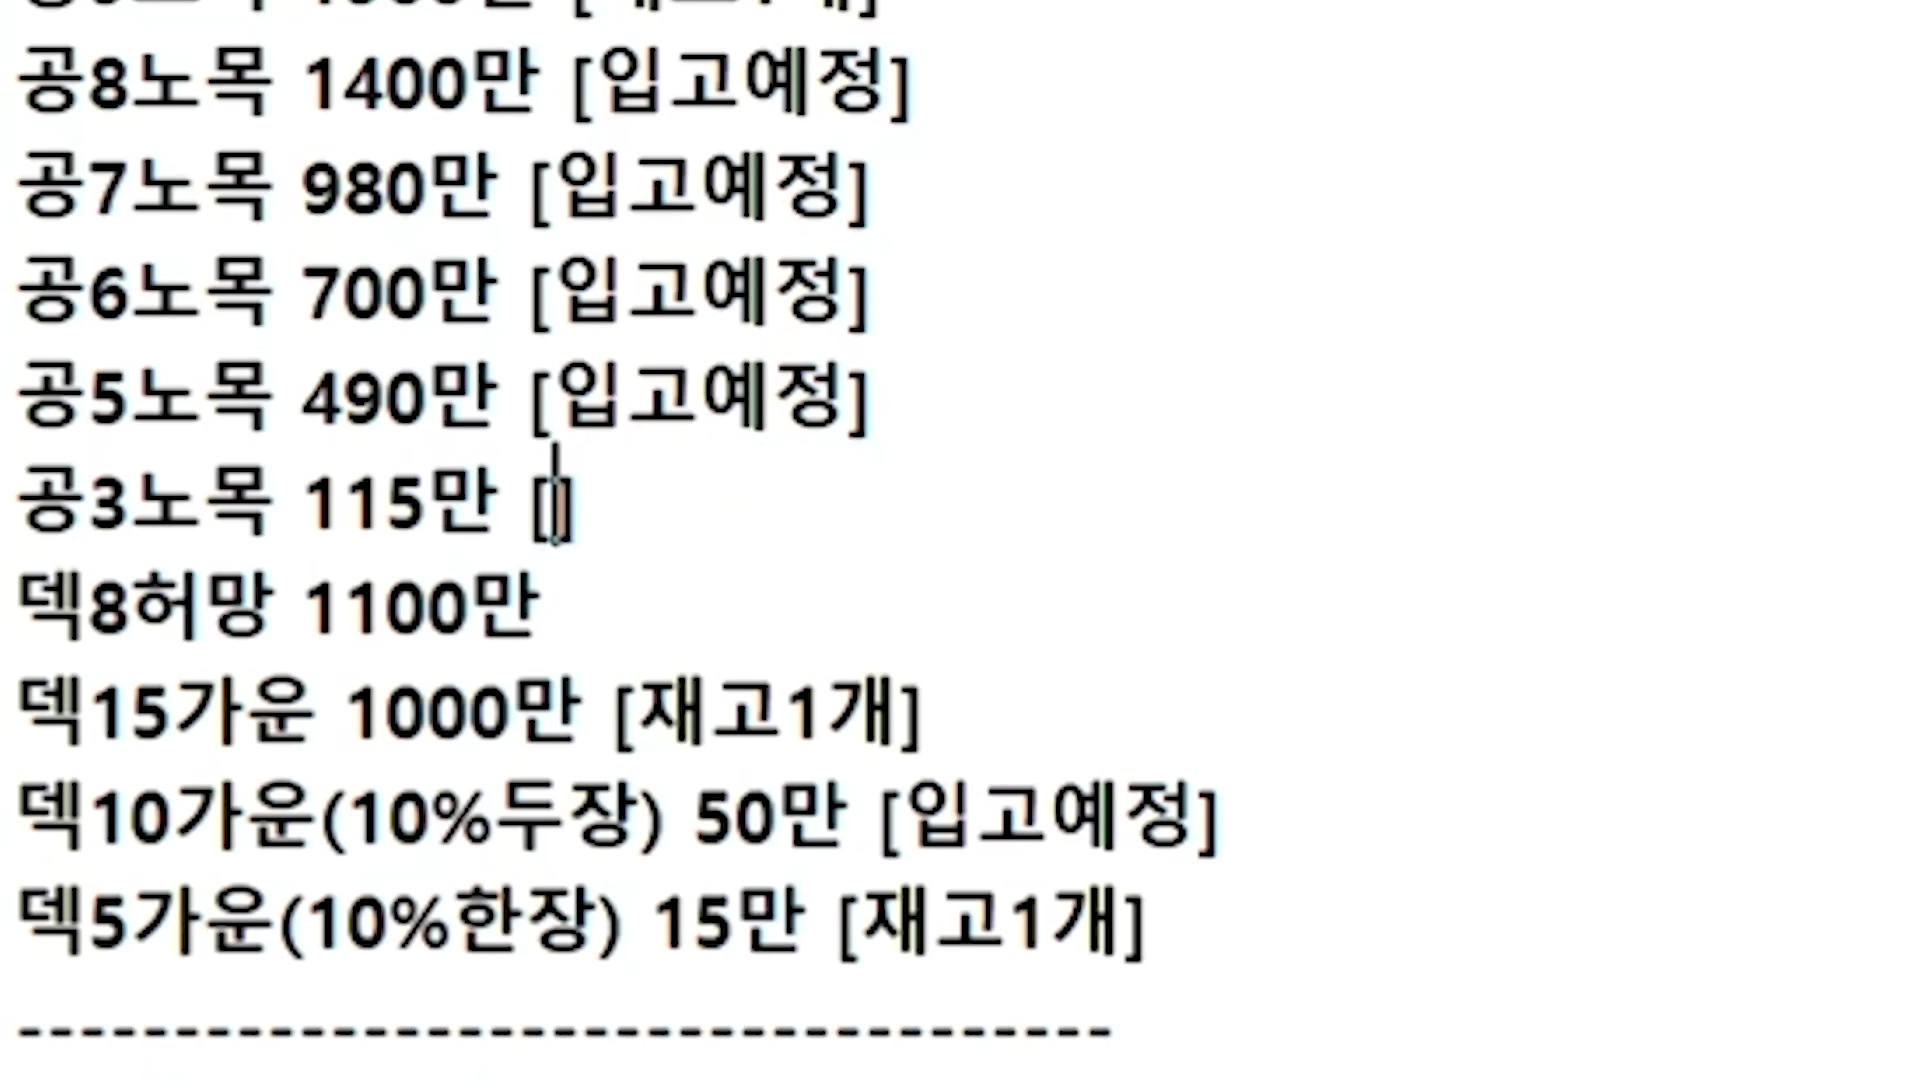 공8노목 1400만 [입고예정]
공7노목 980만 [입고예정]
공6노목 700만 [입고예정]
공5노목 490만 [입고예정]
공3노목 115만 []
덱8허망 1100만
덱15가운 1000만 [재고1개]
덱10가운(10%두장) 50만 [입고예정]
덱5가운(10%한장) 15만 [재고1개]
-----------------------------------